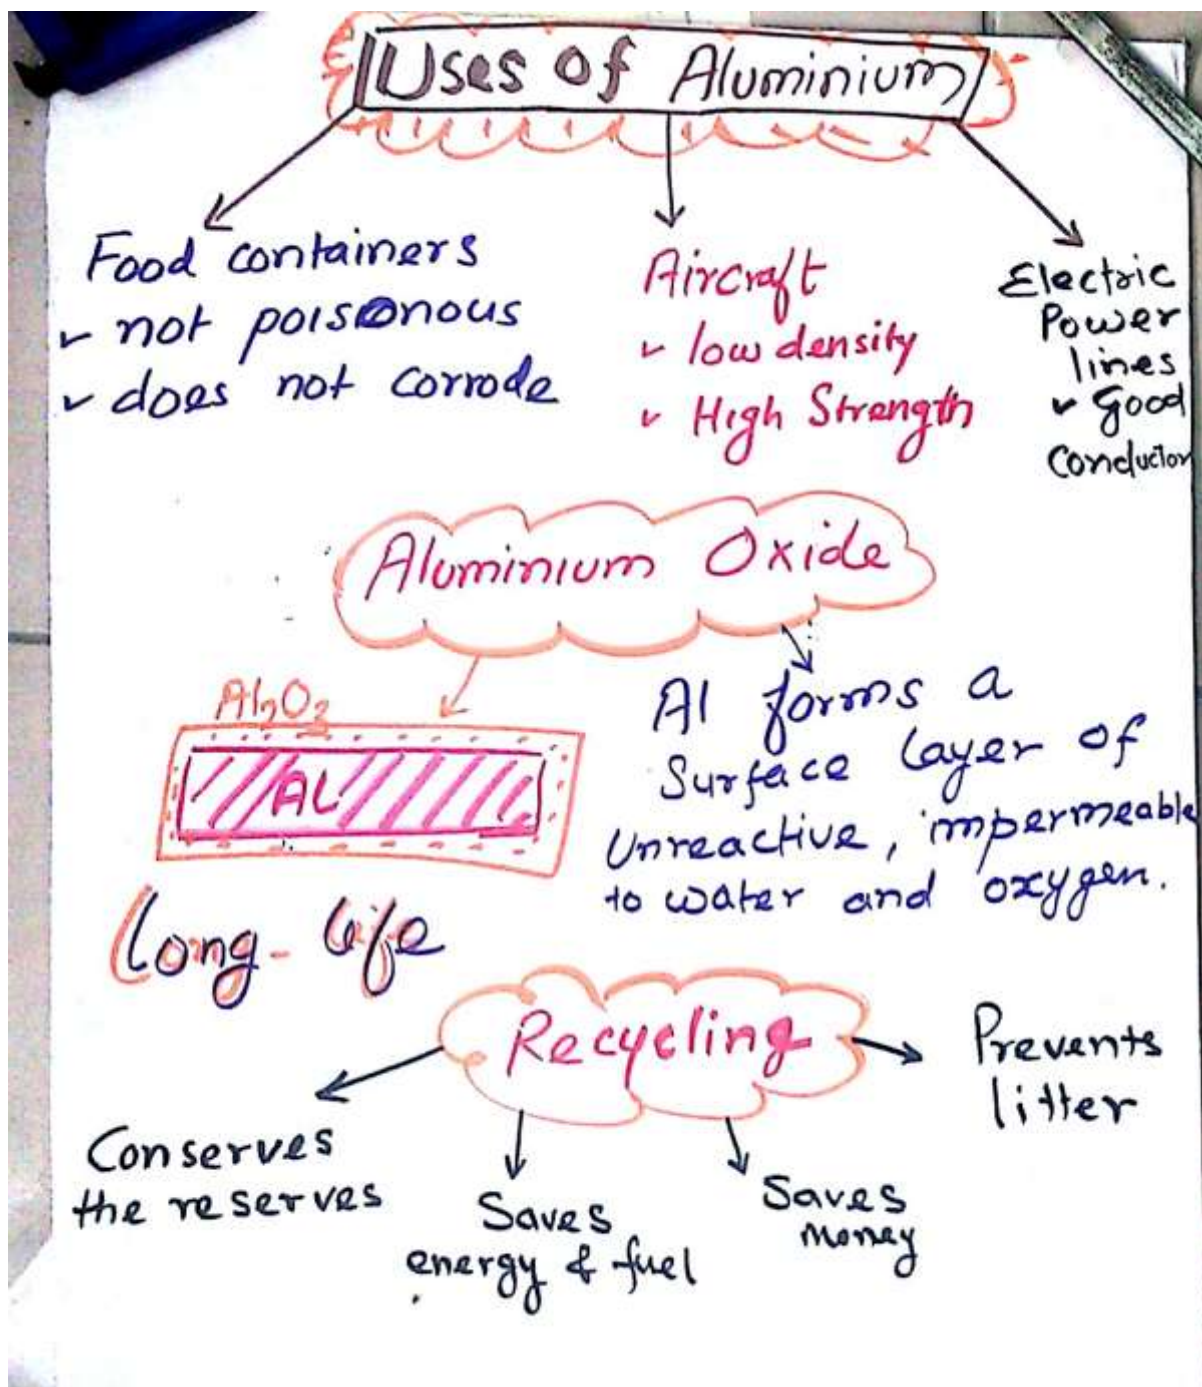 Uses of Aluminium
Food containers
✓ not poisonous
✓ does not corrode
Aircraft
✓ low density
✓ High Strength
Electric
Power
lines
✓ Good
Conductor
Aluminium Oxide
Al2O3
AL
Long-life
Al forms a
Surface layer of
Unreactive, impermeable
to water and oxygen.
Recycling
Conserves
the reserves
Saves
energy & fuel
Saves
money
Prevents
litter